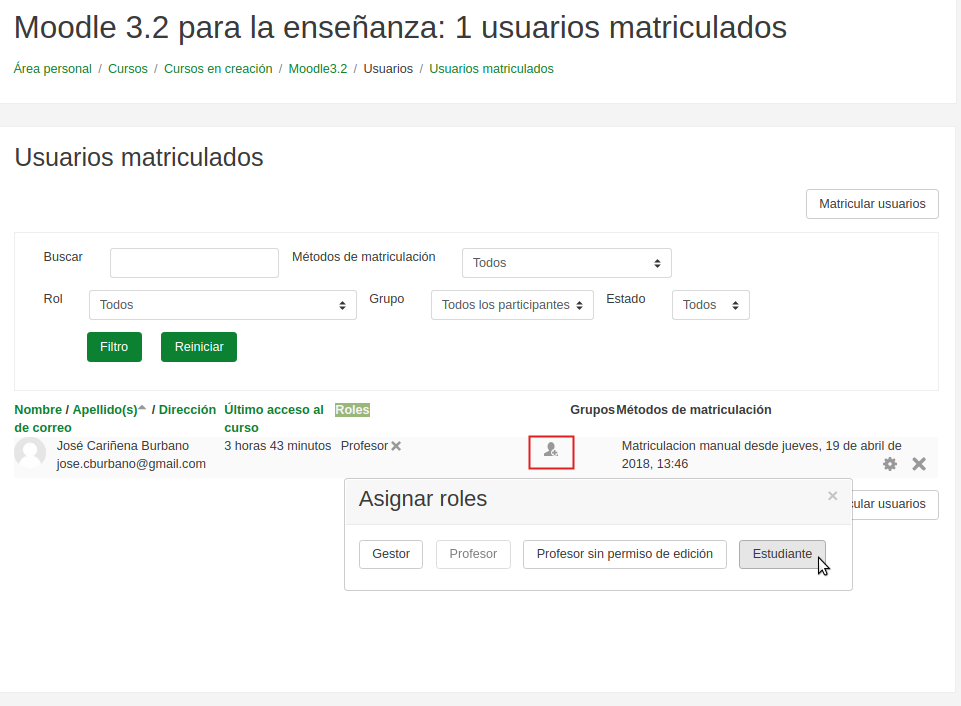 Moodle 3.2 para la enseñanza: 1 usuarios matriculados
Área personal / Cursos / Cursos en creación / Moodle3.2 / Usuarios / Usuarios matriculados
Usuarios matriculados
Matricular usuarios
Buscar
Métodos de matriculación
Todos
Rol
Todos
Grupo
Todos los participantes
Estado
Todos
Filtro
Reiniciar
Nombre / Apellido(s) / Dirección
de correo
Último acceso al
curso
Roles
Grupos
Métodos de matriculación
José Cariñena Burbano
jose.cburbano@gmail.com
3 horas 43 minutos
Profesor
Matriculacion manual desde jueves, 19 de abril de
2018, 13:46
cular usuarios
Asignar roles
×
Gestor
Profesor
Profesor sin permiso de edición
Estudiante